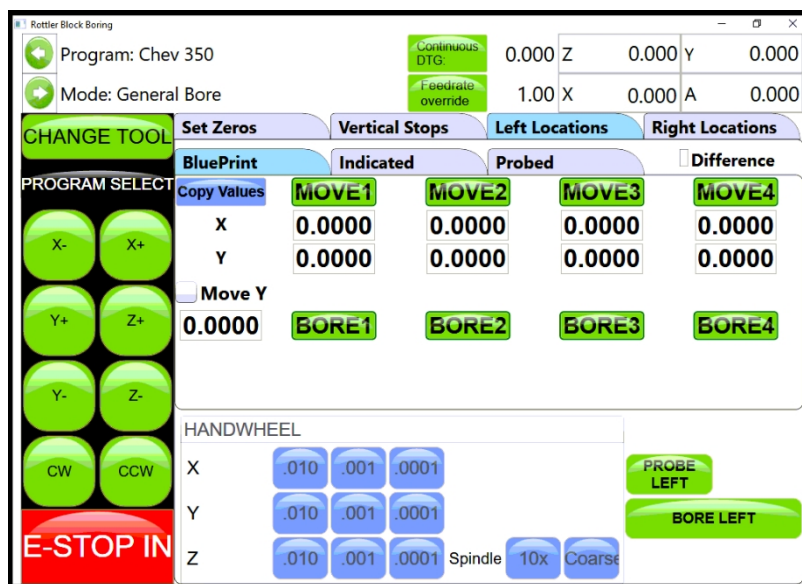 Rottler Block Boring
Program: Chev 350
Continuous DTG: 0.000 Z 0.000 Y 0.000
Mode: General Bore
Feedrate override 1.00 X 0.000 A 0.000
CHANGE TOOL
Set Zeros Vertical Stops Left Locations Right Locations
BluePrint Indicated Probed Difference
PROGRAM SELECT
Copy Values MOVE1 MOVE2 MOVE3 MOVE4
X 0.0000 0.0000 0.0000 0.0000
Y 0.0000 0.0000 0.0000 0.0000
Move Y
0.0000 BORE1 BORE2 BORE3 BORE4
X- X+
Y+ Z+
Y- Z-
CW CCW
E-STOP IN
HANDWHEEL
X .010 .001 .0001
Y .010 .001 .0001
Z .010 .001 .0001 Spindle 10x Coarse
PROBE
LEFT
BORE LEFT